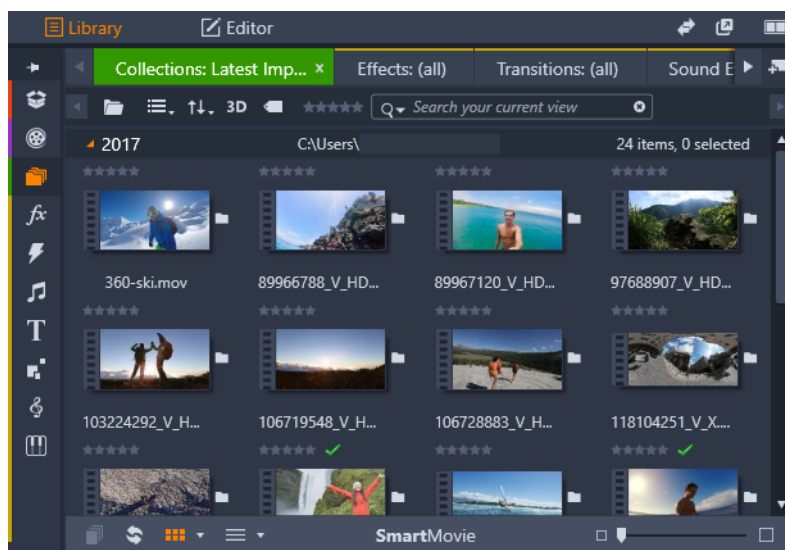 Library Editor
Collections: Latest Imp... x Effects: (all) Transitions: (all) Sound E
3D Search your current view
2017 C:\Users\ 24 items, 0 selected
360-ski.mov 89966788_V_HD... 89967120_V_HD... 97688907_V_HD...
103224292_V_H... 106719548_V_H... 106728883_V_H... 118104251_V_X....
fx
T
SmartMovie